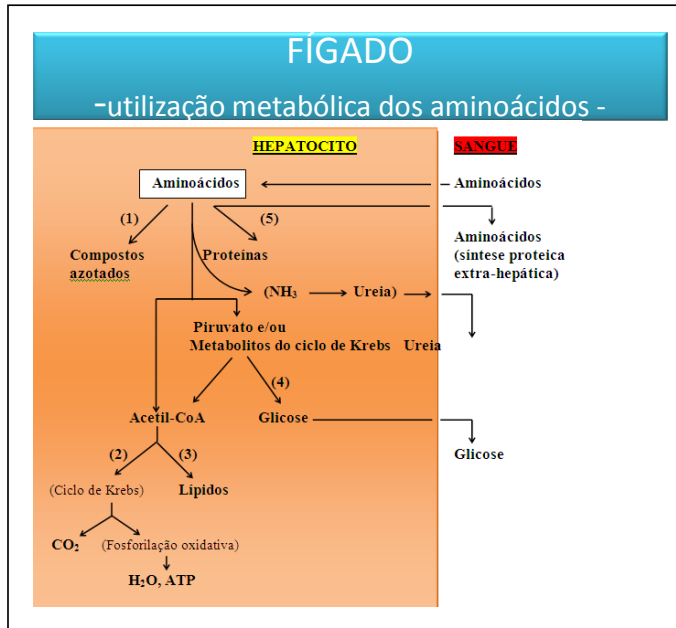 FÍGADO
-utilização metabólica dos aminoácidos -
HEPATOCITO
SANGUE
Aminoácidos
Aminoácidos
(1)
(5)
Compostos
azotados
Proteínas
Aminoácidos
(síntese proteica
extra-hepática)
(NH₃
Ureia)
Piruvato e/ou
Metabolitos do ciclo de Krebs
Ureia
(4)
Acetil-CoA
Glicose
Glicose
(2)
(3)
(Ciclo de Krebs)
Lípidos
CO₂
(Fosforilação oxidativa)
H₂O, ATP